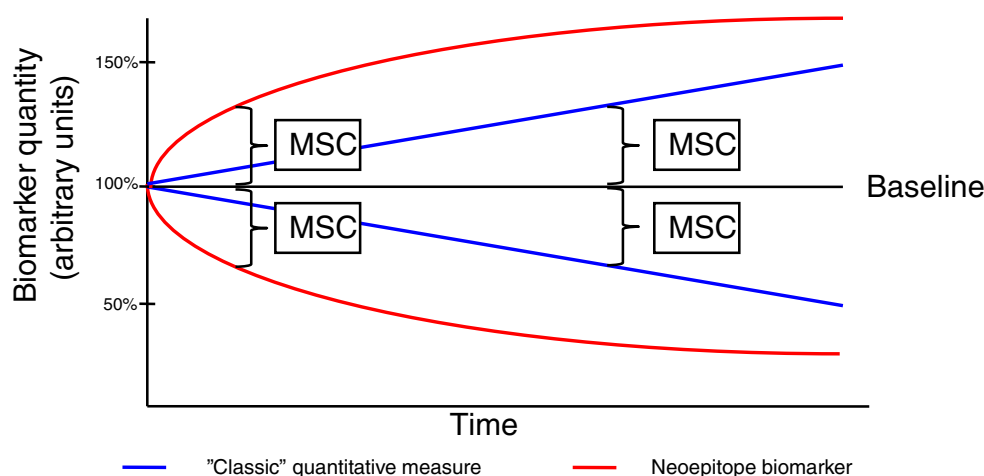 Biomarker quantity
(arbitrary units)
150%
100%
50%
MSC
MSC
MSC
MSC
Baseline
Time
”Classic” quantitative measure
Neoepitope biomarker